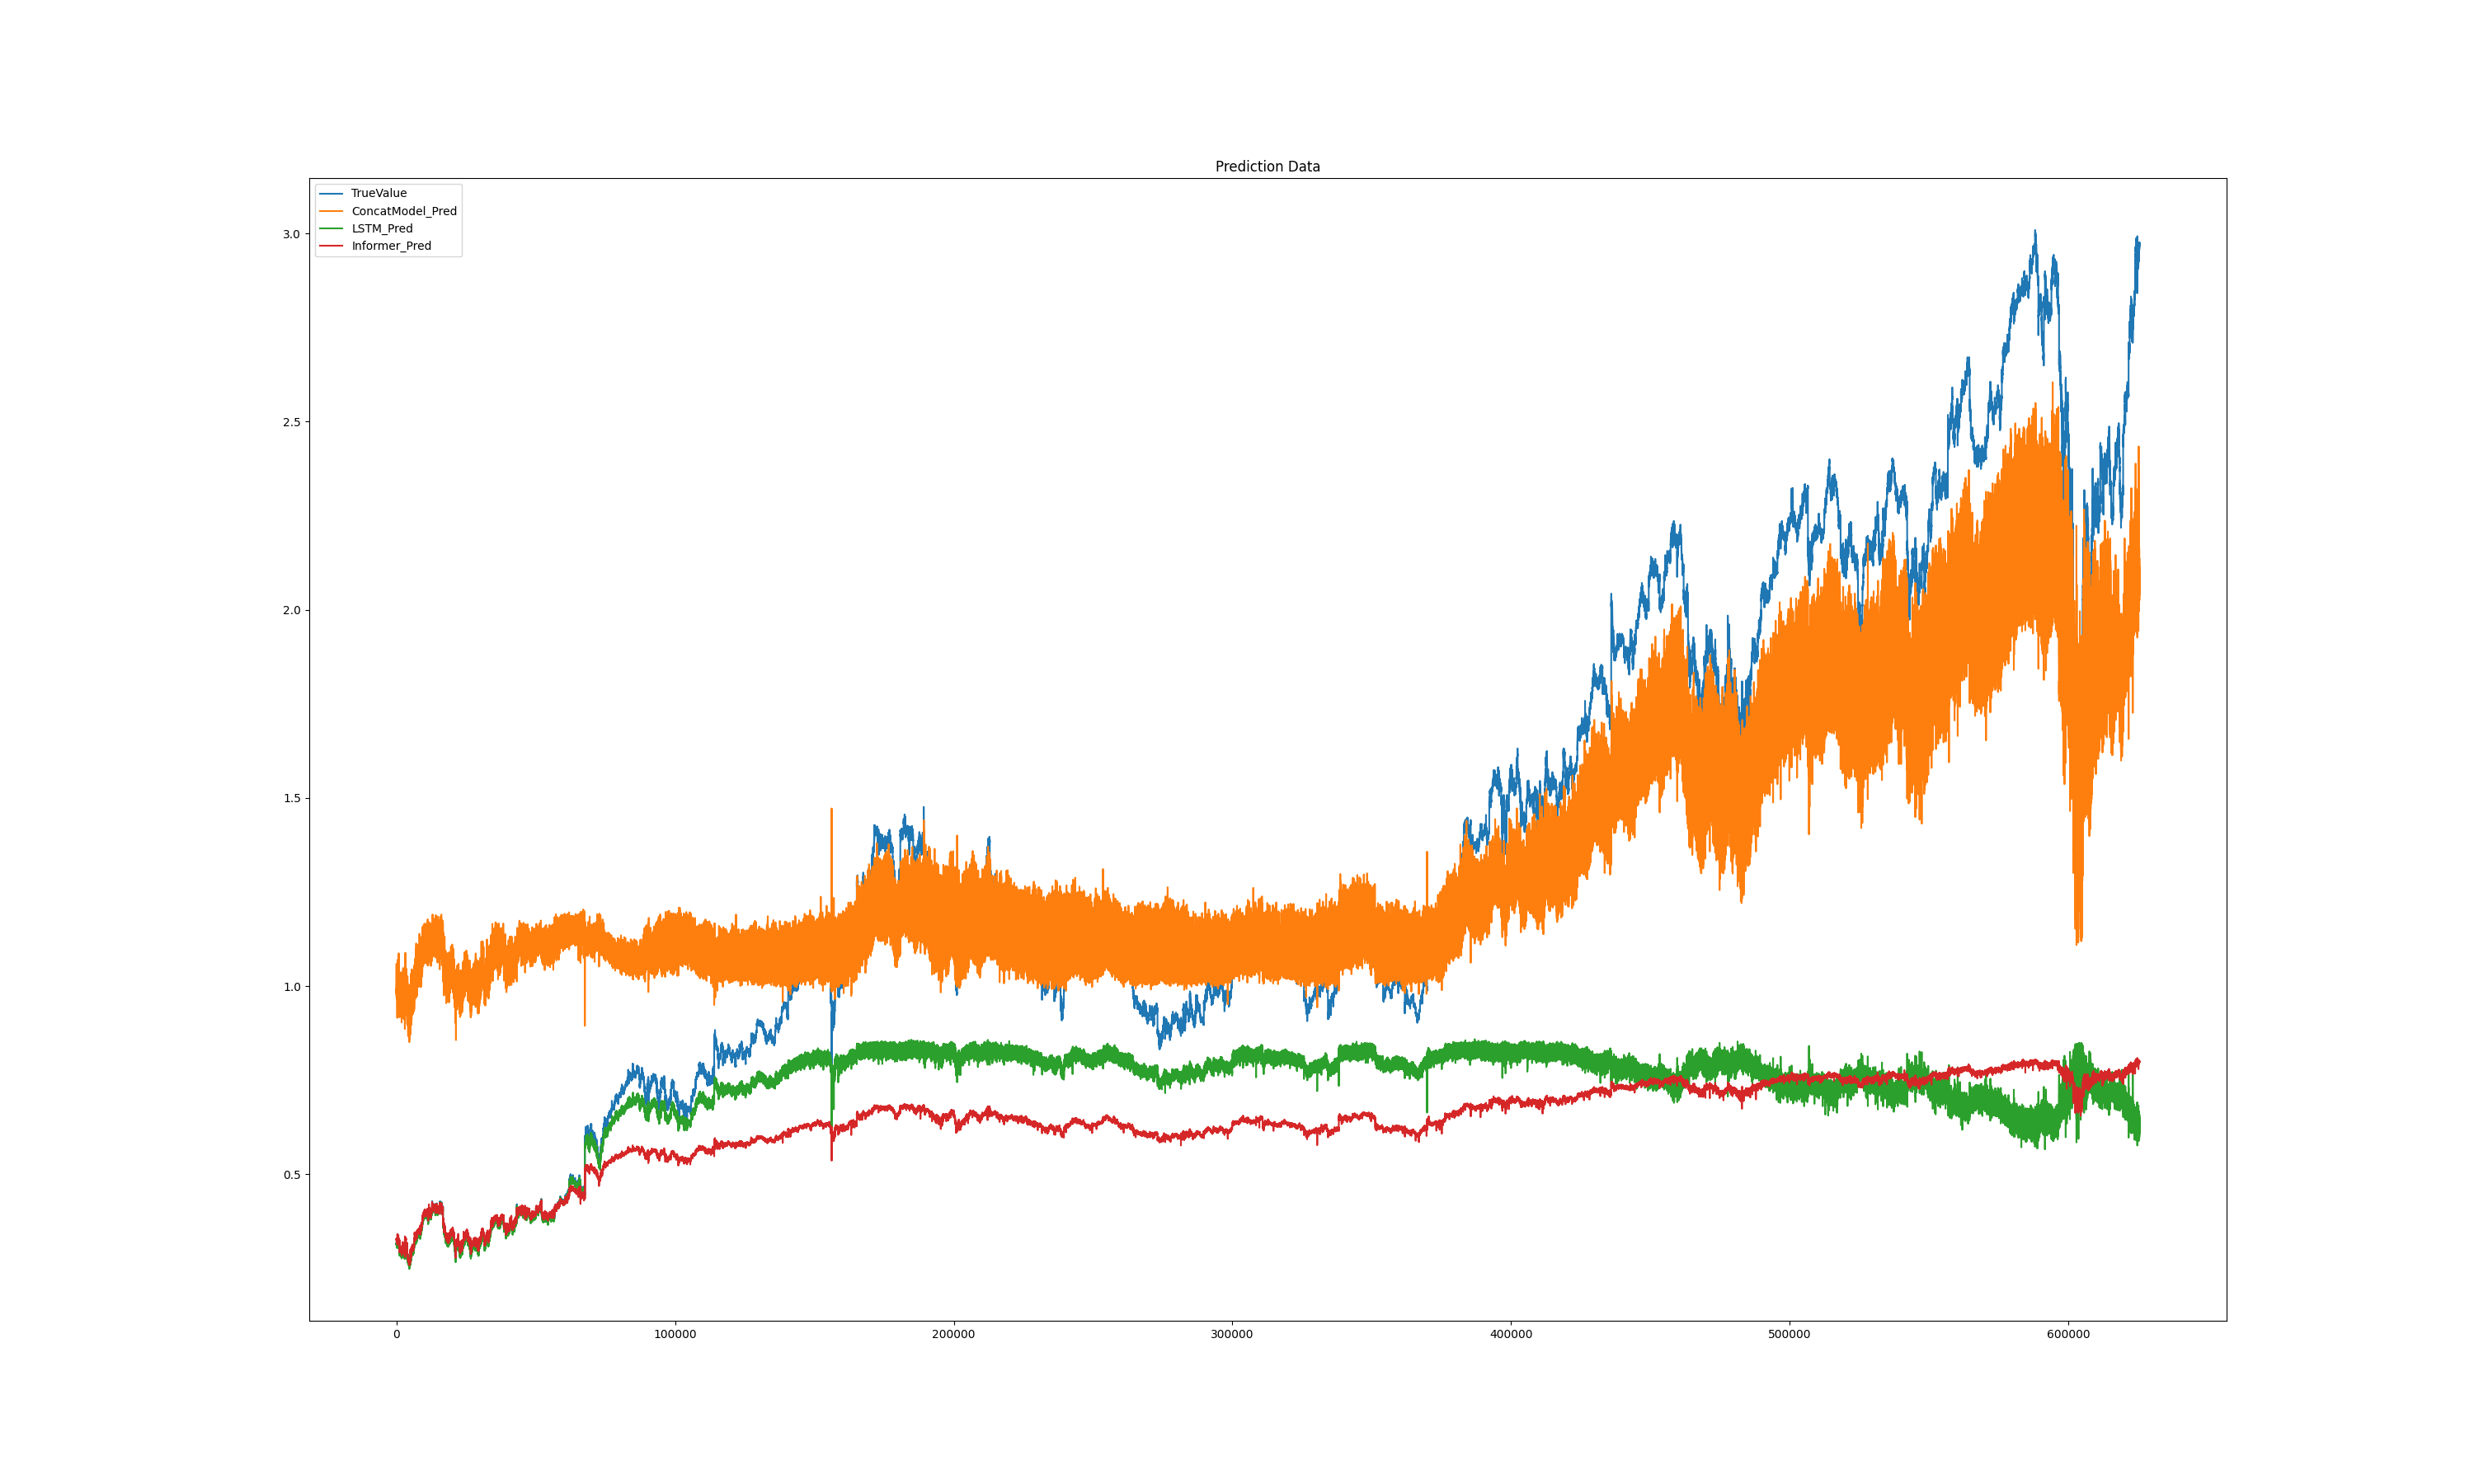 Prediction Data
TrueValue
ConcatModel_Pred
LSTM_Pred
Informer_Pred
3.0
2.5
2.0
1.5
1.0
0.5
0 100000 200000 300000 400000 500000 600000